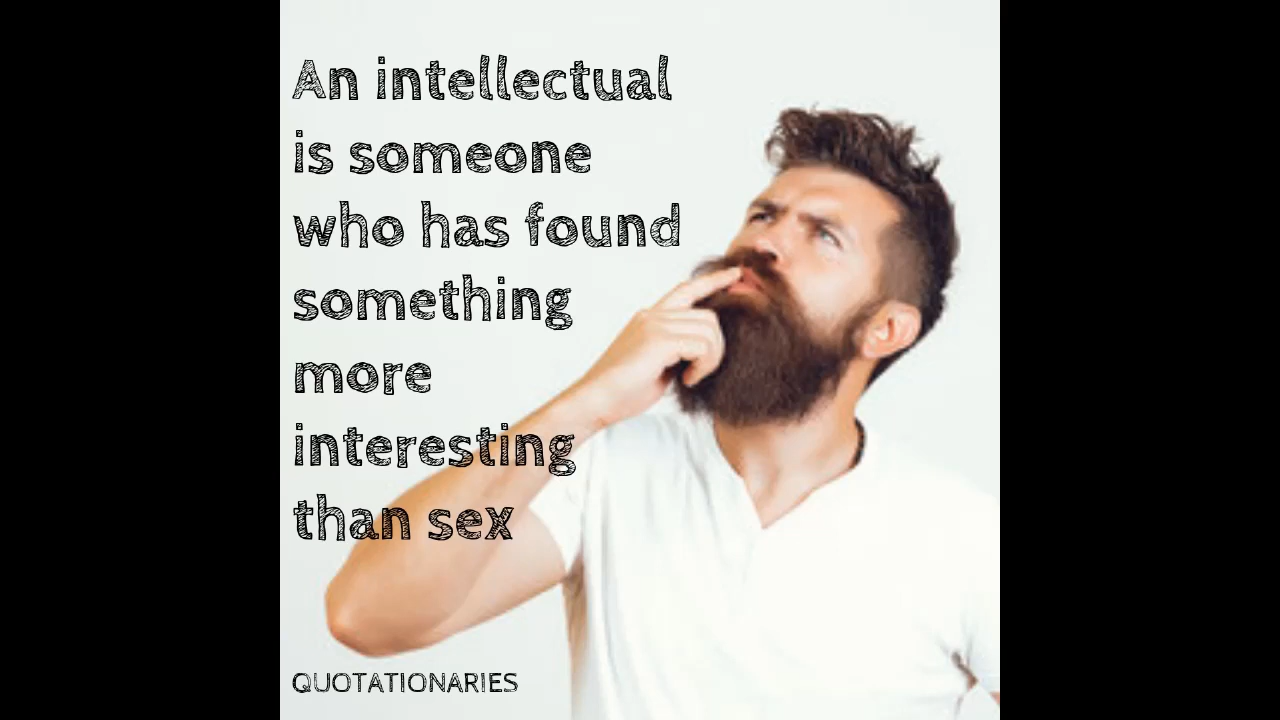 An intellectual
is someone
who has found
something
more
interesting
than sex
QUOTATIONARIES